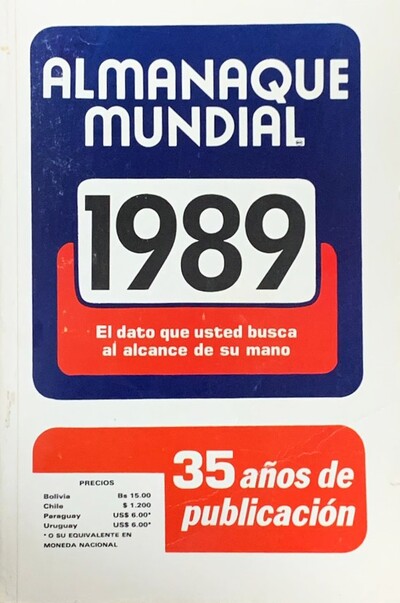 ALMANAQUE
MUNDIAL
1989
El dato que usted busca
al alcance de su mano
35 años de
publicación
PRECIOS
Bolivia Bs 15.00
Chile $ 1.200
Paraguay US$ 6.00*
Uruguay US$ 6.00*
* O SU EQUIVALENTE EN
MONEDA NACIONAL